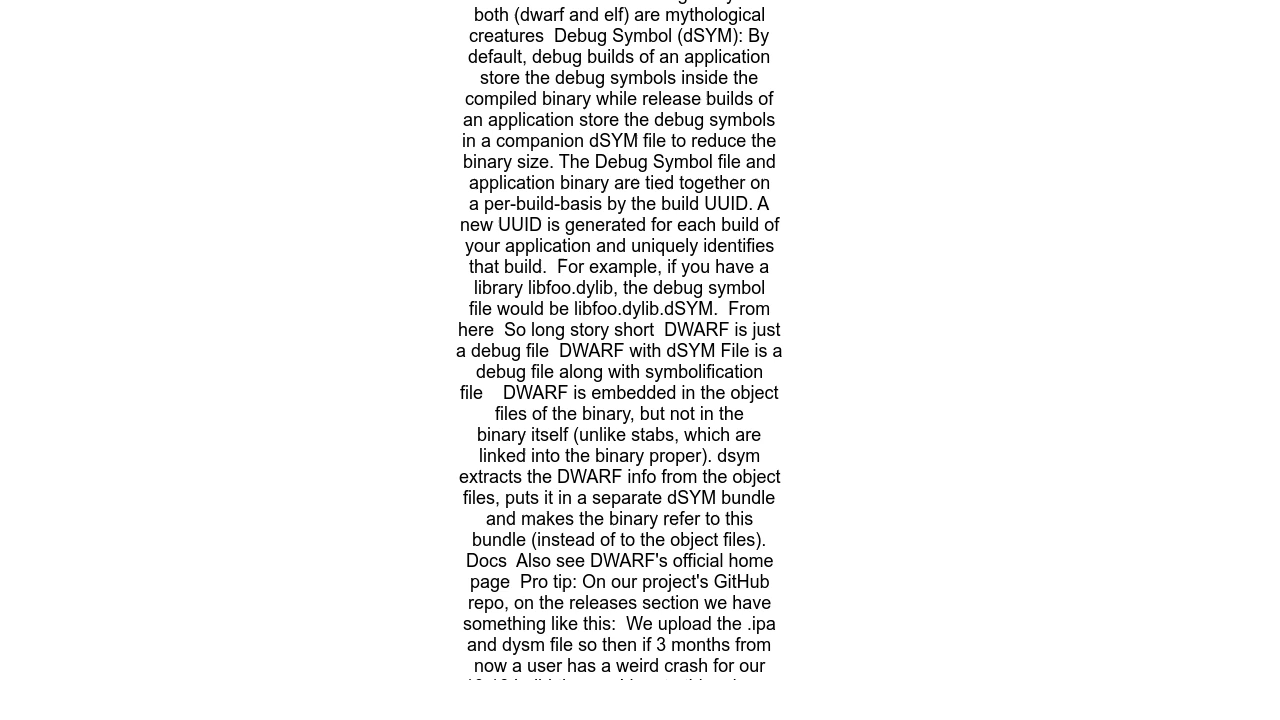 both (dwarf and elf) are mythological
creatures  Debug Symbol (dSYM): By
default, debug builds of an application
store the debug symbols inside the
compiled binary while release builds of
an application store the debug symbols
in a companion dSYM file to reduce the
binary size. The Debug Symbol file and
application binary are tied together on
a per-build-basis by the build UUID. A
new UUID is generated for each build of
your application and uniquely identifies
that build.  For example, if you have a
library libfoo.dylib, the debug symbol
file would be libfoo.dylib.dSYM.  From
here  So long story short  DWARF is just
a debug file  DWARF with dSYM File is a
debug file along with symbolification
file    DWARF is embedded in the object
files of the binary, but not in the
binary itself (unlike stabs, which are
linked into the binary proper). dsym
extracts the DWARF info from the object
files, puts it in a separate dSYM bundle
and makes the binary refer to this
bundle (instead of to the object files).
Docs  Also see DWARF's official home
page  Pro tip: On our project's GitHub
repo, on the releases section we have
something like this:  We upload the .ipa
and dysm file so then if 3 months from
now a user has a weird crash for our